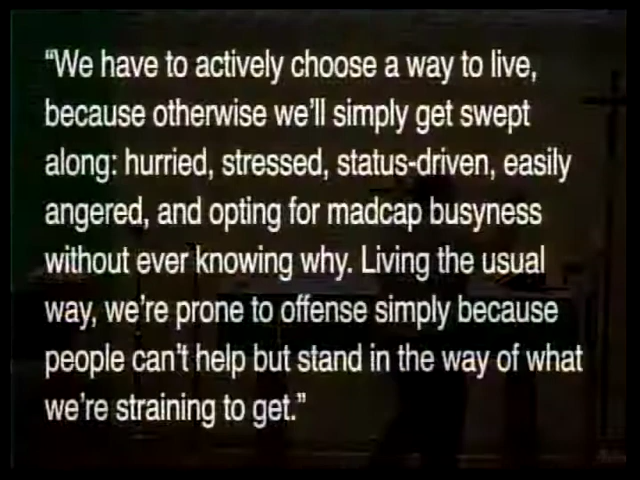 “We have to actively choose a way to live,
because otherwise we’ll simply get swept
along: hurried, stressed, status-driven, easily
angered, and opting for madcap busyness
without ever knowing why. Living the usual
way, we’re prone to offense simply because
people can’t help but stand in the way of what
we’re straining to get.”